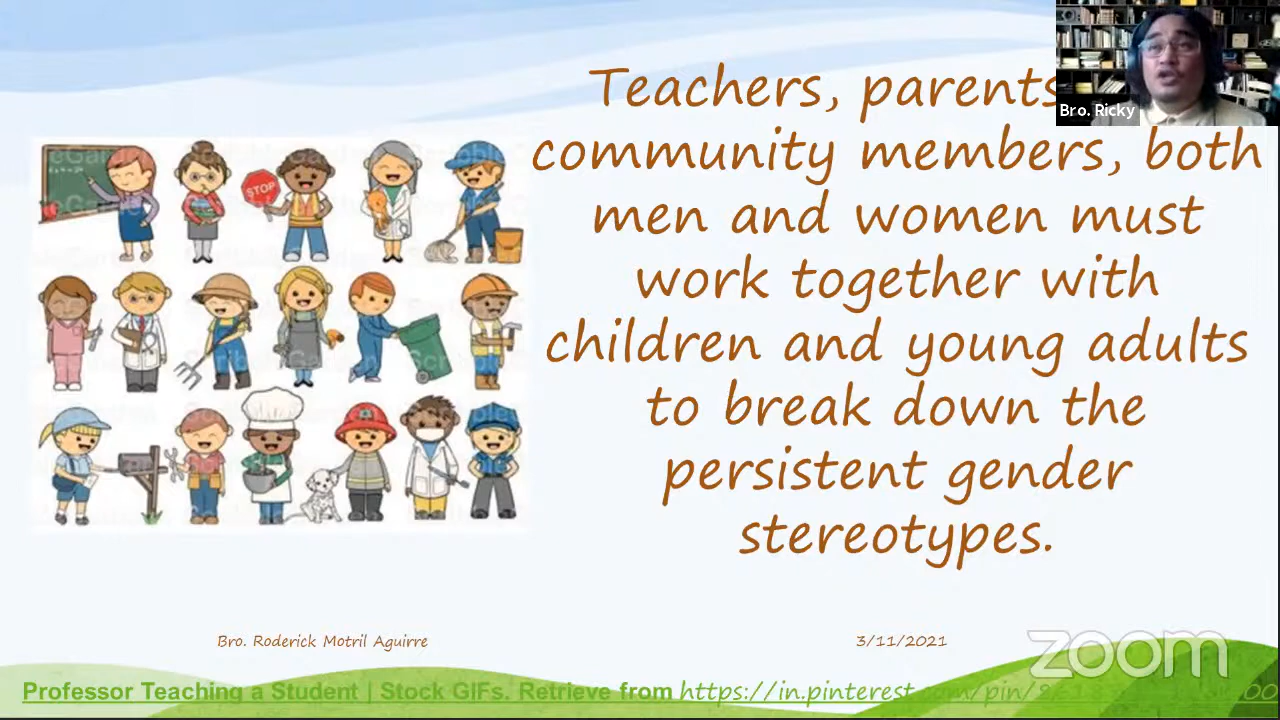 Teachers, parents
community members, both
men and women must
work together with
children and young adults
to break down the
persistent gender
stereotypes.
Bro. Ricky
STOP
Bro. Roderick Motril Aguirre
3/11/2021
zoom
Professor Teaching a Student | Stock GIFs. Retrieve from https://in.pinterest.com/pin/